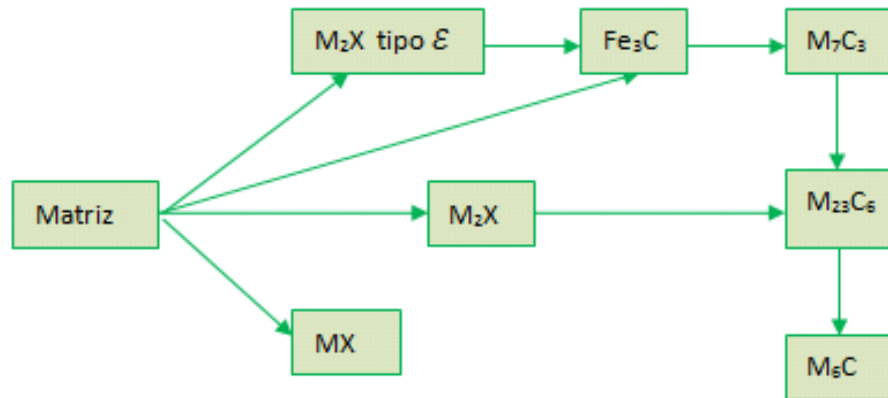 M₂X tipo ℰ
Fe₃C
M₇C₃
Matriz
M₂X
M₂₃C₆
MX
M₆C